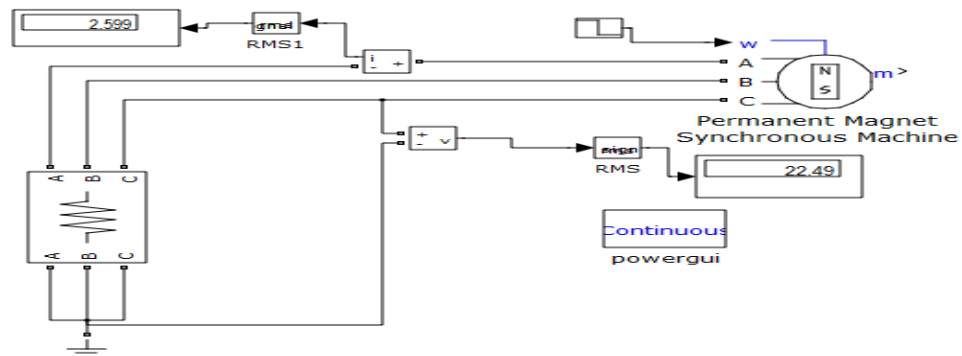 2.599
RMS1
i
-
+
w
A
B
C
N
S
m
Permanent Magnet
Synchronous Machine
+
-
v
RMS
22.49
A
B
C
A
B
C
Continuous
powergui